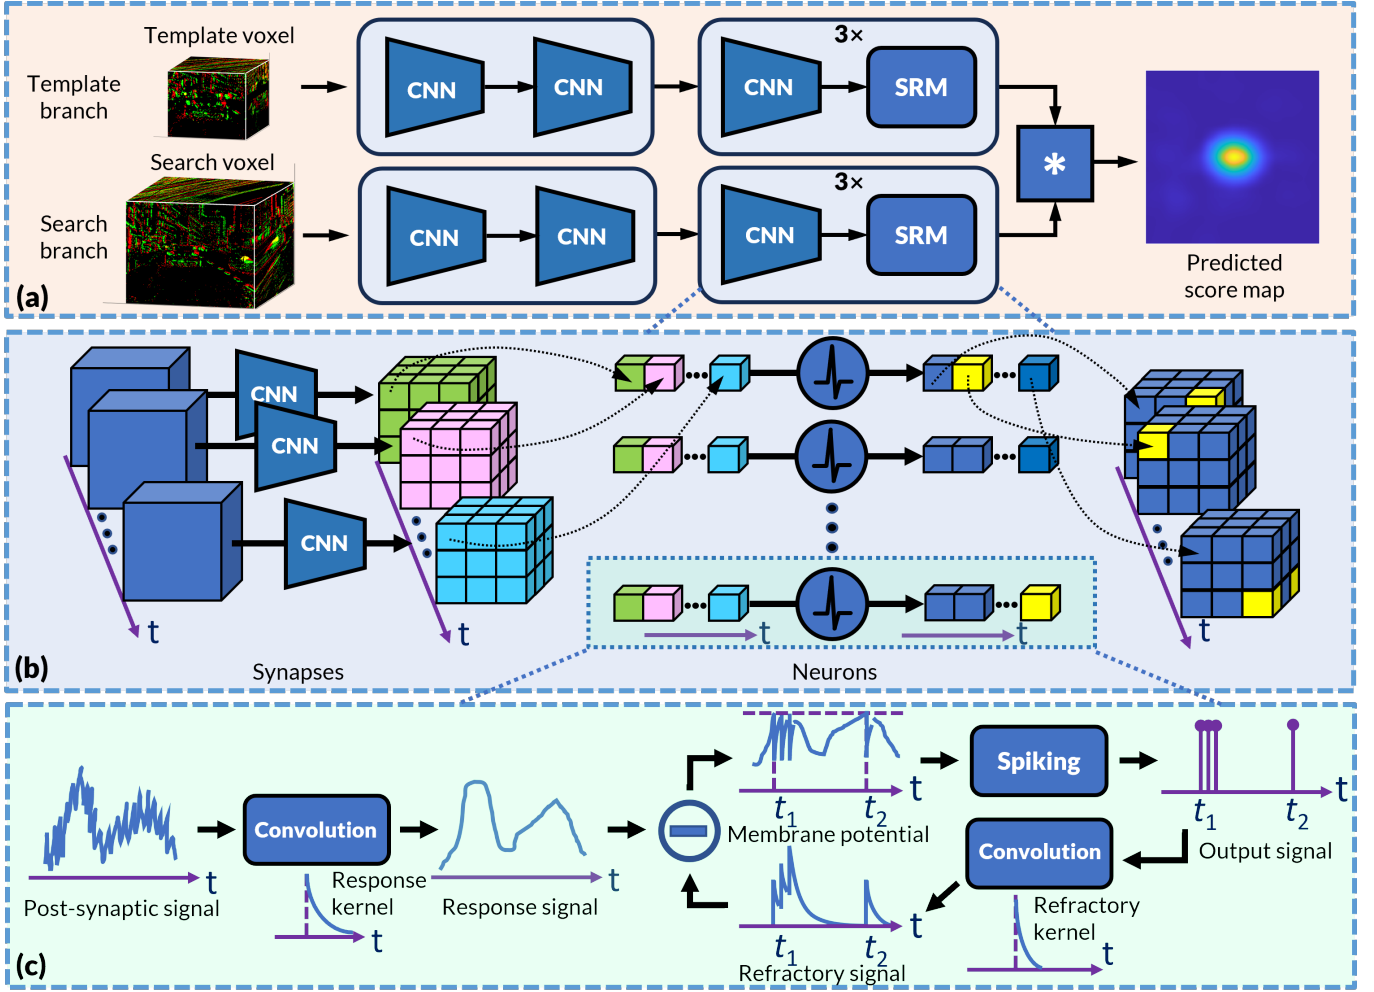 Template voxel
Template
branch
CNN
CNN
CNN
3×
SRM
Search voxel
Search
branch
CNN
CNN
CNN
3×
SRM
*
Predicted
score map
(a)
CNN
CNN
CNN
t
t
t
t
t
Synapses
Neurons
(b)
Post-synaptic signal
t
Convolution
Response
kernel
t
Response signal
t
t₁
t₂
t
Membrane potential
Spiking
t₁
t₂
t
Output signal
Convolution
Refractory
kernel
t
t₁
t₂
t
Refractory signal
(c)